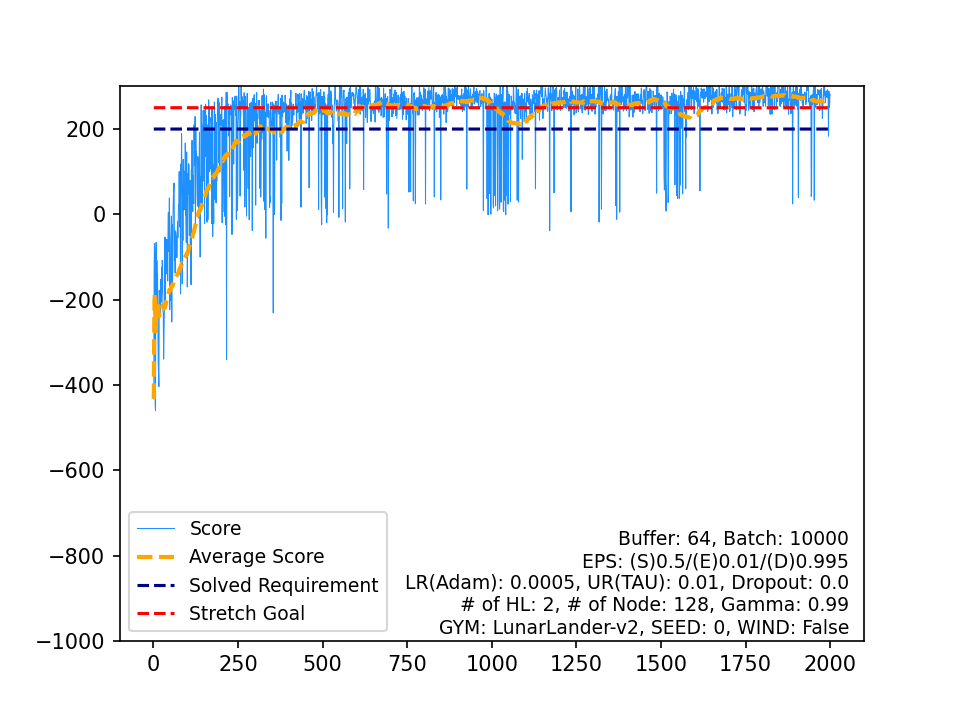 200
0
−200
−400
−600
−800
−1000
Score
Average Score
Solved Requirement
Stretch Goal
Buffer: 64, Batch: 10000
EPS: (S)0.5/(E)0.01/(D)0.995
LR(Adam): 0.0005, UR(TAU): 0.01, Dropout: 0.0
# of HL: 2, # of Node: 128, Gamma: 0.99
GYM: LunarLander-v2, SEED: 0, WIND: False
0 250 500 750 1000 1250 1500 1750 2000